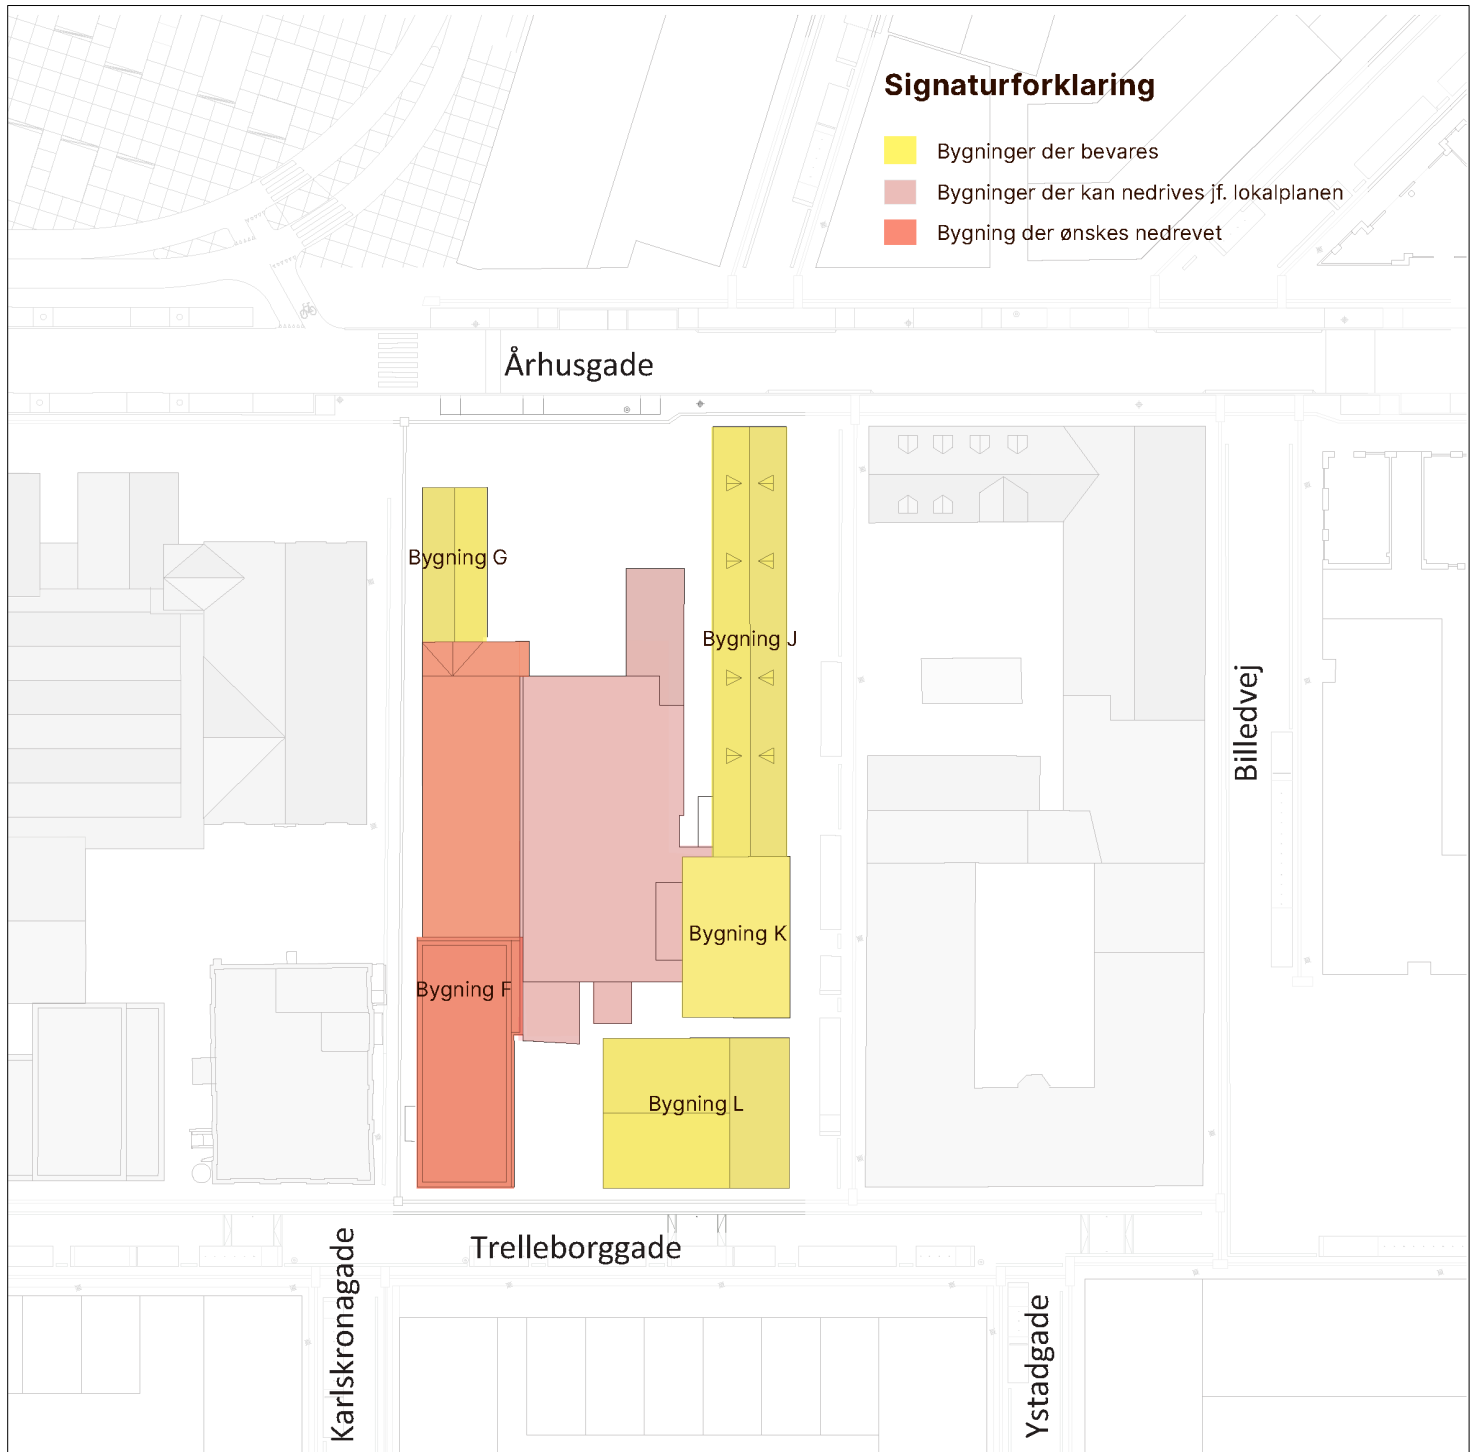 Signaturforklaring
Bygninger der bevares
Bygninger der kan nedrives jf. lokalplanen
Bygning der ønskes nedrevet
Århusgade
Bygning G
Bygning J
Billedvej
Bygning K
Bygning F
Bygning L
Trelleborggade
Karlskronagade
Ystadgade